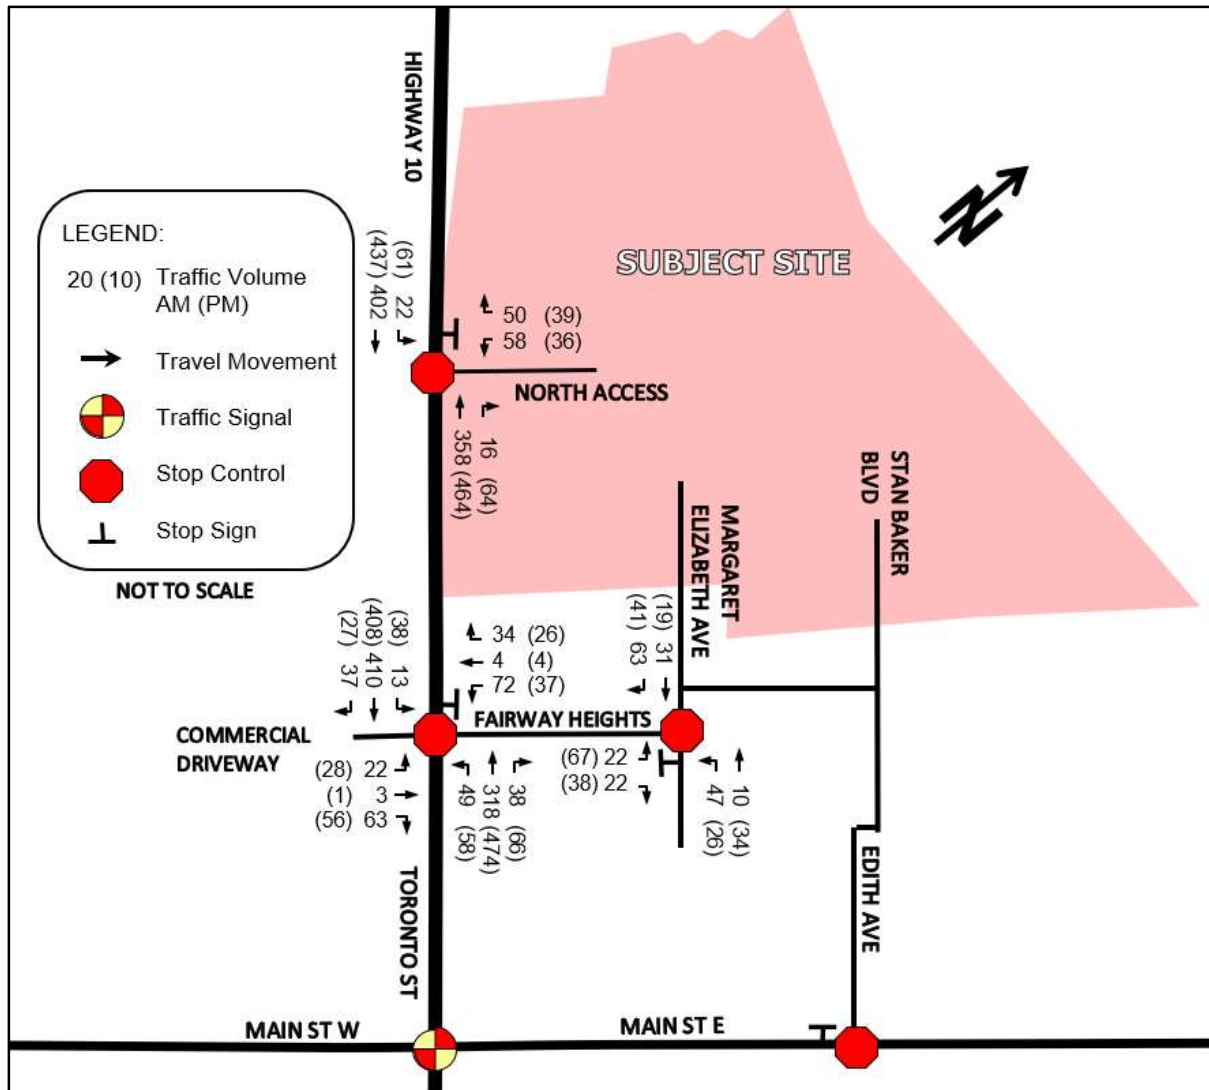 HIGHWAY 10
N
LEGEND:
20 (10) Traffic Volume
AM (PM)
Travel Movement
Traffic Signal
Stop Control
Stop Sign
NOT TO SCALE
SUBJECT SITE
(437) 402
(61) 22
50 (39)
58 (36)
NORTH ACCESS
358 (464)
16 (64)
STAN BAKER
BLVD
MARGARET
ELIZABETH AVE
(27) 37
(408) 410
(38) 13
34 (26)
4 (4)
72 (37)
(41) 63
(19) 31
FAIRWAY HEIGHTS
COMMERCIAL
DRIVEWAY
(28) 22
(1) 3
(56) 63
49 (58)
318 (474)
38 (66)
(67) 22
(38) 22
47 (26)
10 (34)
TORONTO ST
EDITH AVE
MAIN ST W
MAIN ST E